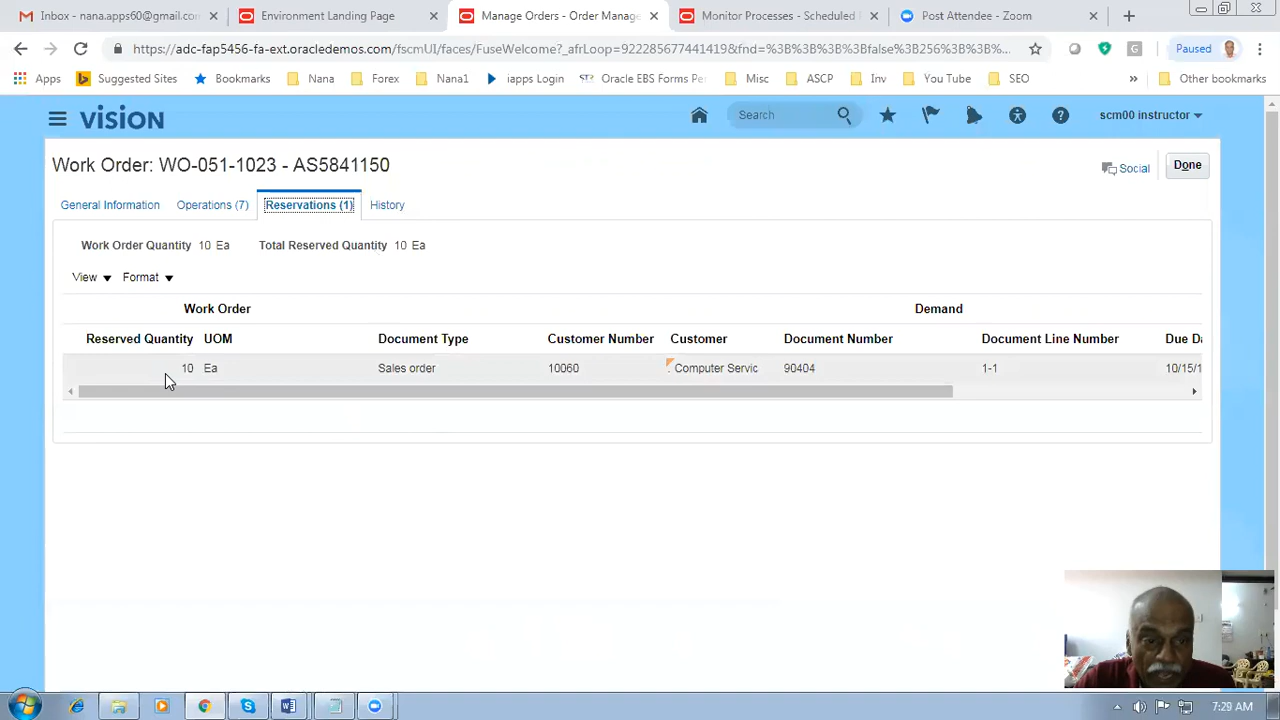 Inbox - nana.apps60@gmail.con
Environment Landing Page
Manage Orders - Order Manage
Monitor Processes - Scheduled
Post Attendee - Zoom
https://adc-fap5456-fa-ext.oracledemos.com/fscmUI/faces/FuseWelcome?_afrLoop=922285677441419&fnd=%3B%3B%3B%3Bfalse%3B256%3B%3B%...
Paused
Apps
Suggested Sites
Bookmarks
Nana
Forex
Nana1
iapps Login
Oracle EBS Forms Pe
Misc
ASCP
Inv
You Tube
SEO
Other bookmarks
vision
Search
scm00 instructor
Work Order: WO-051-1023 - AS5841150
Social
Done
General Information
Operations (7)
Reservations (1)
History
Work Order Quantity 10 Ea
Total Reserved Quantity 10 Ea
View
Format
Work Order
Demand
Reserved Quantity UOM Document Type Customer Number Customer Document Number Document Line Number Due Da
10 Ea Sales order 10060 Computer Servic 90404 1-1 10/15/1
7:29 AM